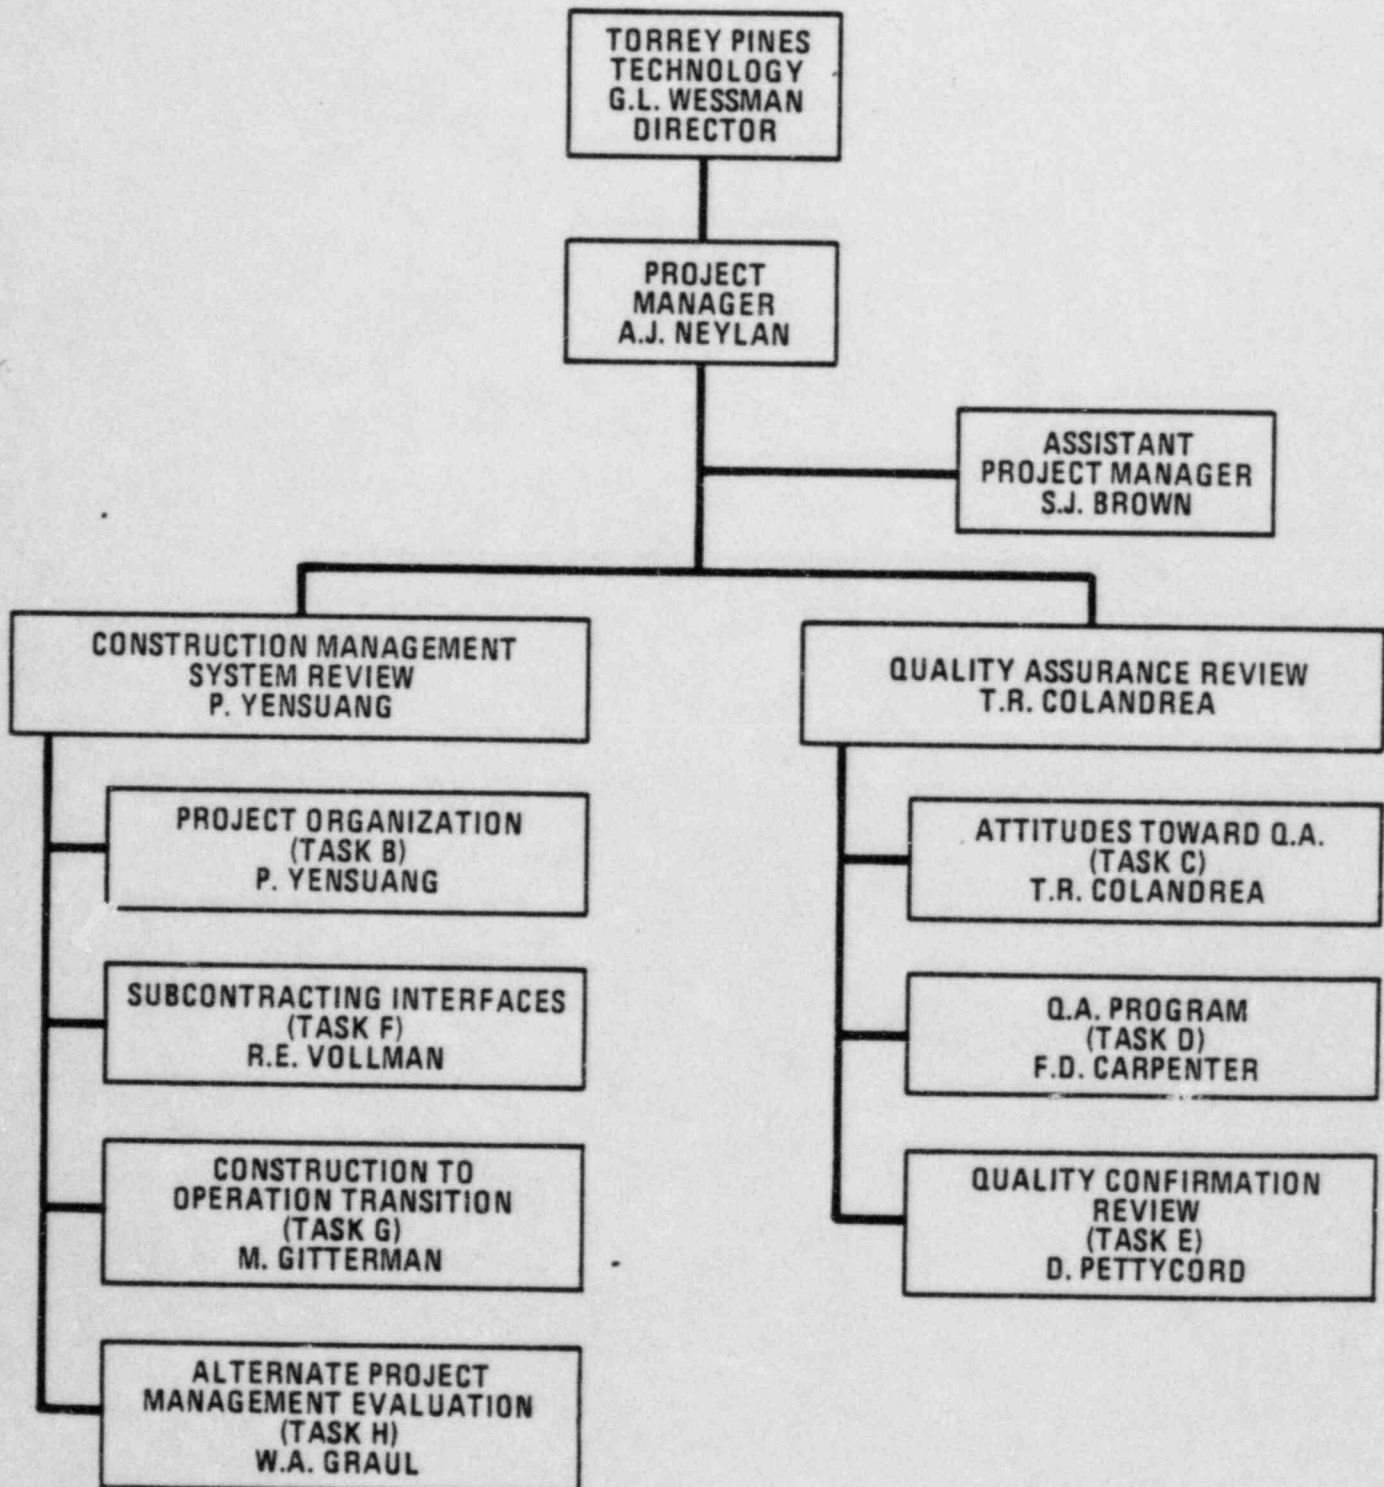 TORREY PINES
TECHNOLOGY
G.L. WESSMAN
DIRECTOR
PROJECT
MANAGER
A.J. NEYLAN
ASSISTANT
PROJECT MANAGER
S.J. BROWN
CONSTRUCTION MANAGEMENT
SYSTEM REVIEW
P. YENSUANG
PROJECT ORGANIZATION
(TASK B)
P. YENSUANG
SUBCONTRACTING INTERFACES
(TASK F)
R.E. VOLLMAN
CONSTRUCTION TO
OPERATION TRANSITION
(TASK G)
M. GITTERMAN
ALTERNATE PROJECT
MANAGEMENT EVALUATION
(TASK H)
W.A. GRAUL
QUALITY ASSURANCE REVIEW
T.R. COLANDREA
ATTITUDES TOWARD Q.A.
(TASK C)
T.R. COLANDREA
Q.A. PROGRAM
(TASK D)
F.D. CARPENTER
QUALITY CONFIRMATION
REVIEW
(TASK E)
D. PETTYCORD